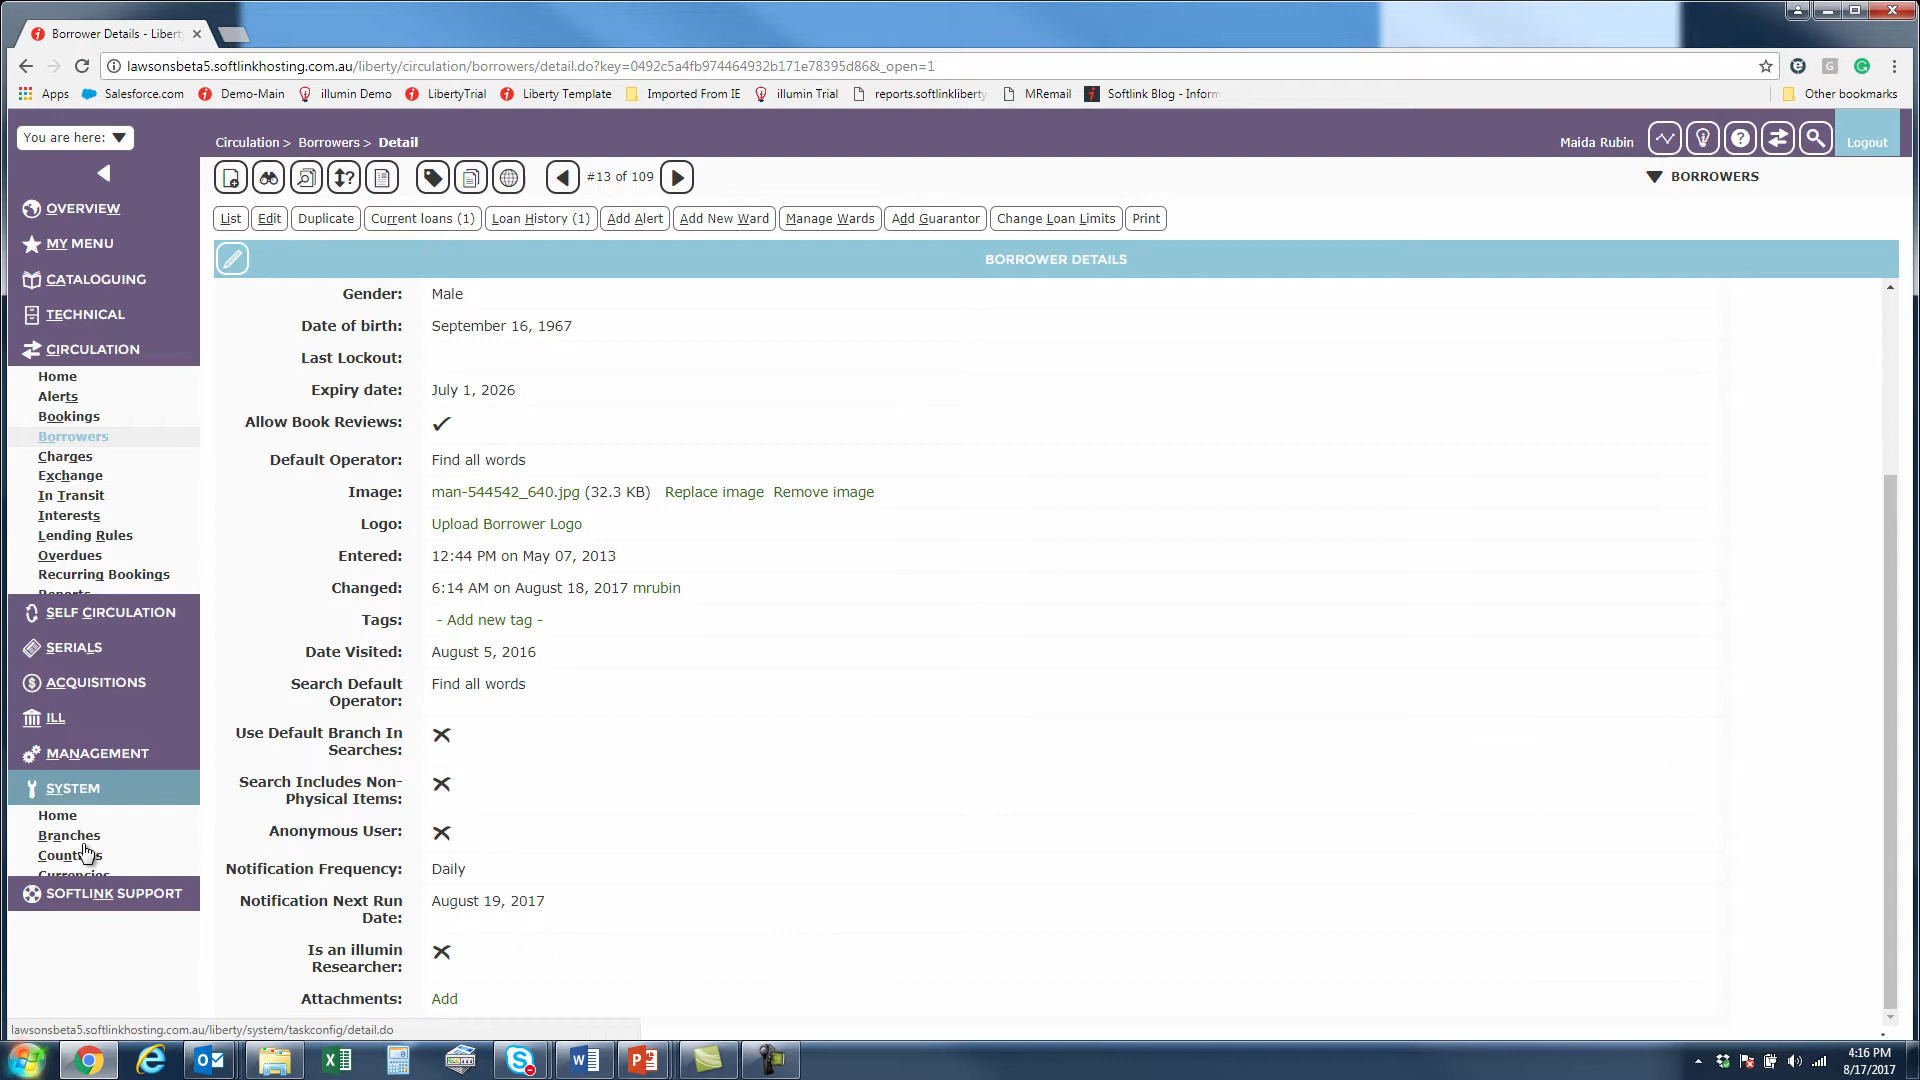 Borrower Details - Libert
lawsonsbeta5.softlinkhosting.com.au/liberty/circulation/borrowers/detail.do?key=0492c5a4fb974464932b171e78395d86&_open=1
Apps Salesforce.com Demo-Main illumin Demo LibertyTrial Liberty Template Imported From IE illumin Trial reports.softlinkliberty MRemail Softlink Blog - Inform Other bookmarks
You are here:
Circulation > Borrowers > Detail
Maida Rubin
Logout
#13 of 109
BORROWERS
List Edit Duplicate Current loans (1) Loan History (1) Add Alert Add New Ward Manage Wards Add Guarantor Change Loan Limits Print
OVERVIEW
MY MENU
CATALOGUING
TECHNICAL
CIRCULATION
Home
Alerts
Bookings
Borrowers
Charges
Exchange
In Transit
Interests
Lending Rules
Overdues
Recurring Bookings
Reports
SELF CIRCULATION
SERIALS
ACQUISITIONS
ILL
MANAGEMENT
SYSTEM
Home
Branches
Countries
Currencies
SOFTLINK SUPPORT
BORROWER DETAILS
Gender: Male
Date of birth: September 16, 1967
Last Lockout:
Expiry date: July 1, 2026
Allow Book Reviews:
Default Operator: Find all words
Image: man-544542_640.jpg (32.3 KB) Replace image Remove image
Logo: Upload Borrower Logo
Entered: 12:44 PM on May 07, 2013
Changed: 6:14 AM on August 18, 2017 mrubin
Tags: - Add new tag -
Date Visited: August 5, 2016
Search Default Find all words
Operator:
Use Default Branch In
Searches:
Search Includes Non-
Physical Items:
Anonymous User:
Notification Frequency: Daily
Notification Next Run August 19, 2017
Date:
Is an illumin
Researcher:
Attachments: Add
lawsonsbeta5.softlinkhosting.com.au/liberty/system/taskconfig/detail.do
4:16 PM
8/17/2017